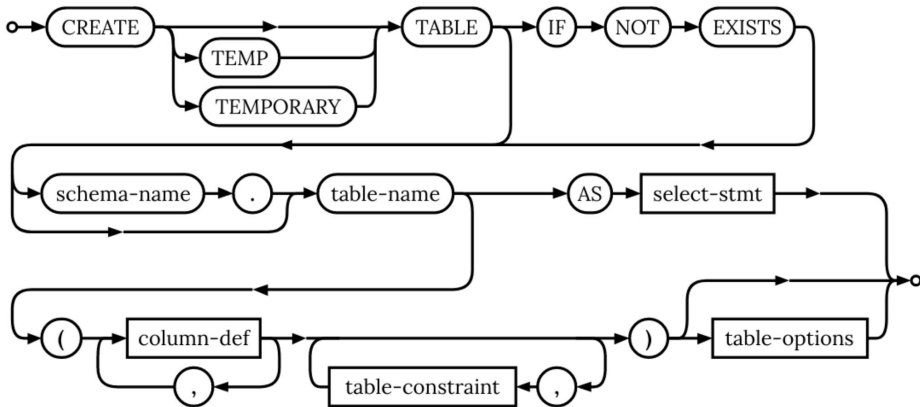 CREATE TABLE IF NOT EXISTS
TEMP
TEMPORARY
schema-name . table-name AS select-stmt
( column-def ) table-options
, table-constraint ,